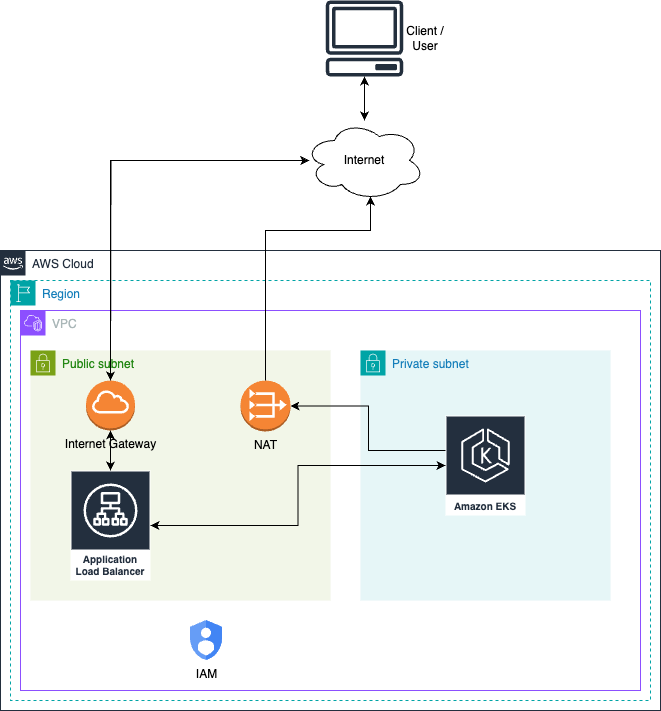 Client /
User
Internet
aws
AWS Cloud
Region
VPC
Public subnet
Private subnet
Internet Gateway
NAT
K
Amazon EKS
Application
Load Balancer
IAM